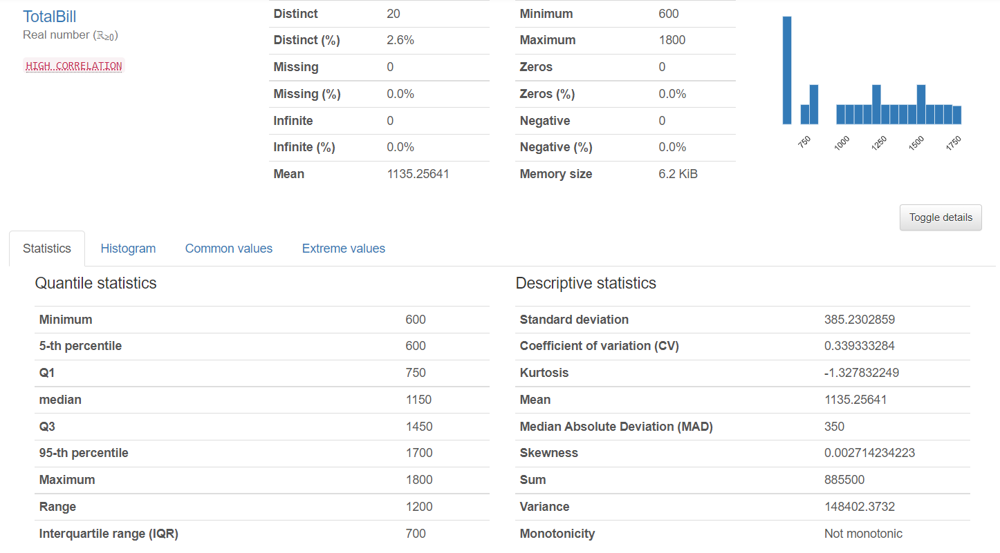 TotalBill
Real number (ℝ≥0)
HIGH CORRELATION
Distinct 20
Distinct (%) 2.6%
Missing 0
Missing (%) 0.0%
Infinite 0
Infinite (%) 0.0%
Mean 1135.25641
Minimum 600
Maximum 1800
Zeros 0
Zeros (%) 0.0%
Negative 0
Negative (%) 0.0%
Memory size 6.2 KiB
750 1000 1250 1500 1750
Toggle details
Statistics Histogram Common values Extreme values
Quantile statistics
Minimum 600
5-th percentile 600
Q1 750
median 1150
Q3 1450
95-th percentile 1700
Maximum 1800
Range 1200
Interquartile range (IQR) 700
Descriptive statistics
Standard deviation 385.2302859
Coefficient of variation (CV) 0.339333284
Kurtosis -1.327832249
Mean 1135.25641
Median Absolute Deviation (MAD) 350
Skewness 0.002714234223
Sum 885500
Variance 148402.3732
Monotonicity Not monotonic